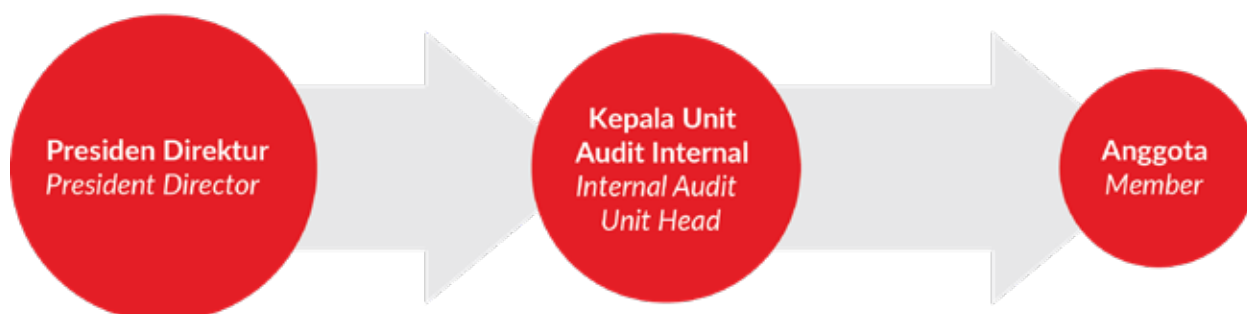 Presiden Direktur
President Director
Kepala Unit
Audit Internal
Internal Audit
Unit Head
Anggota
Member